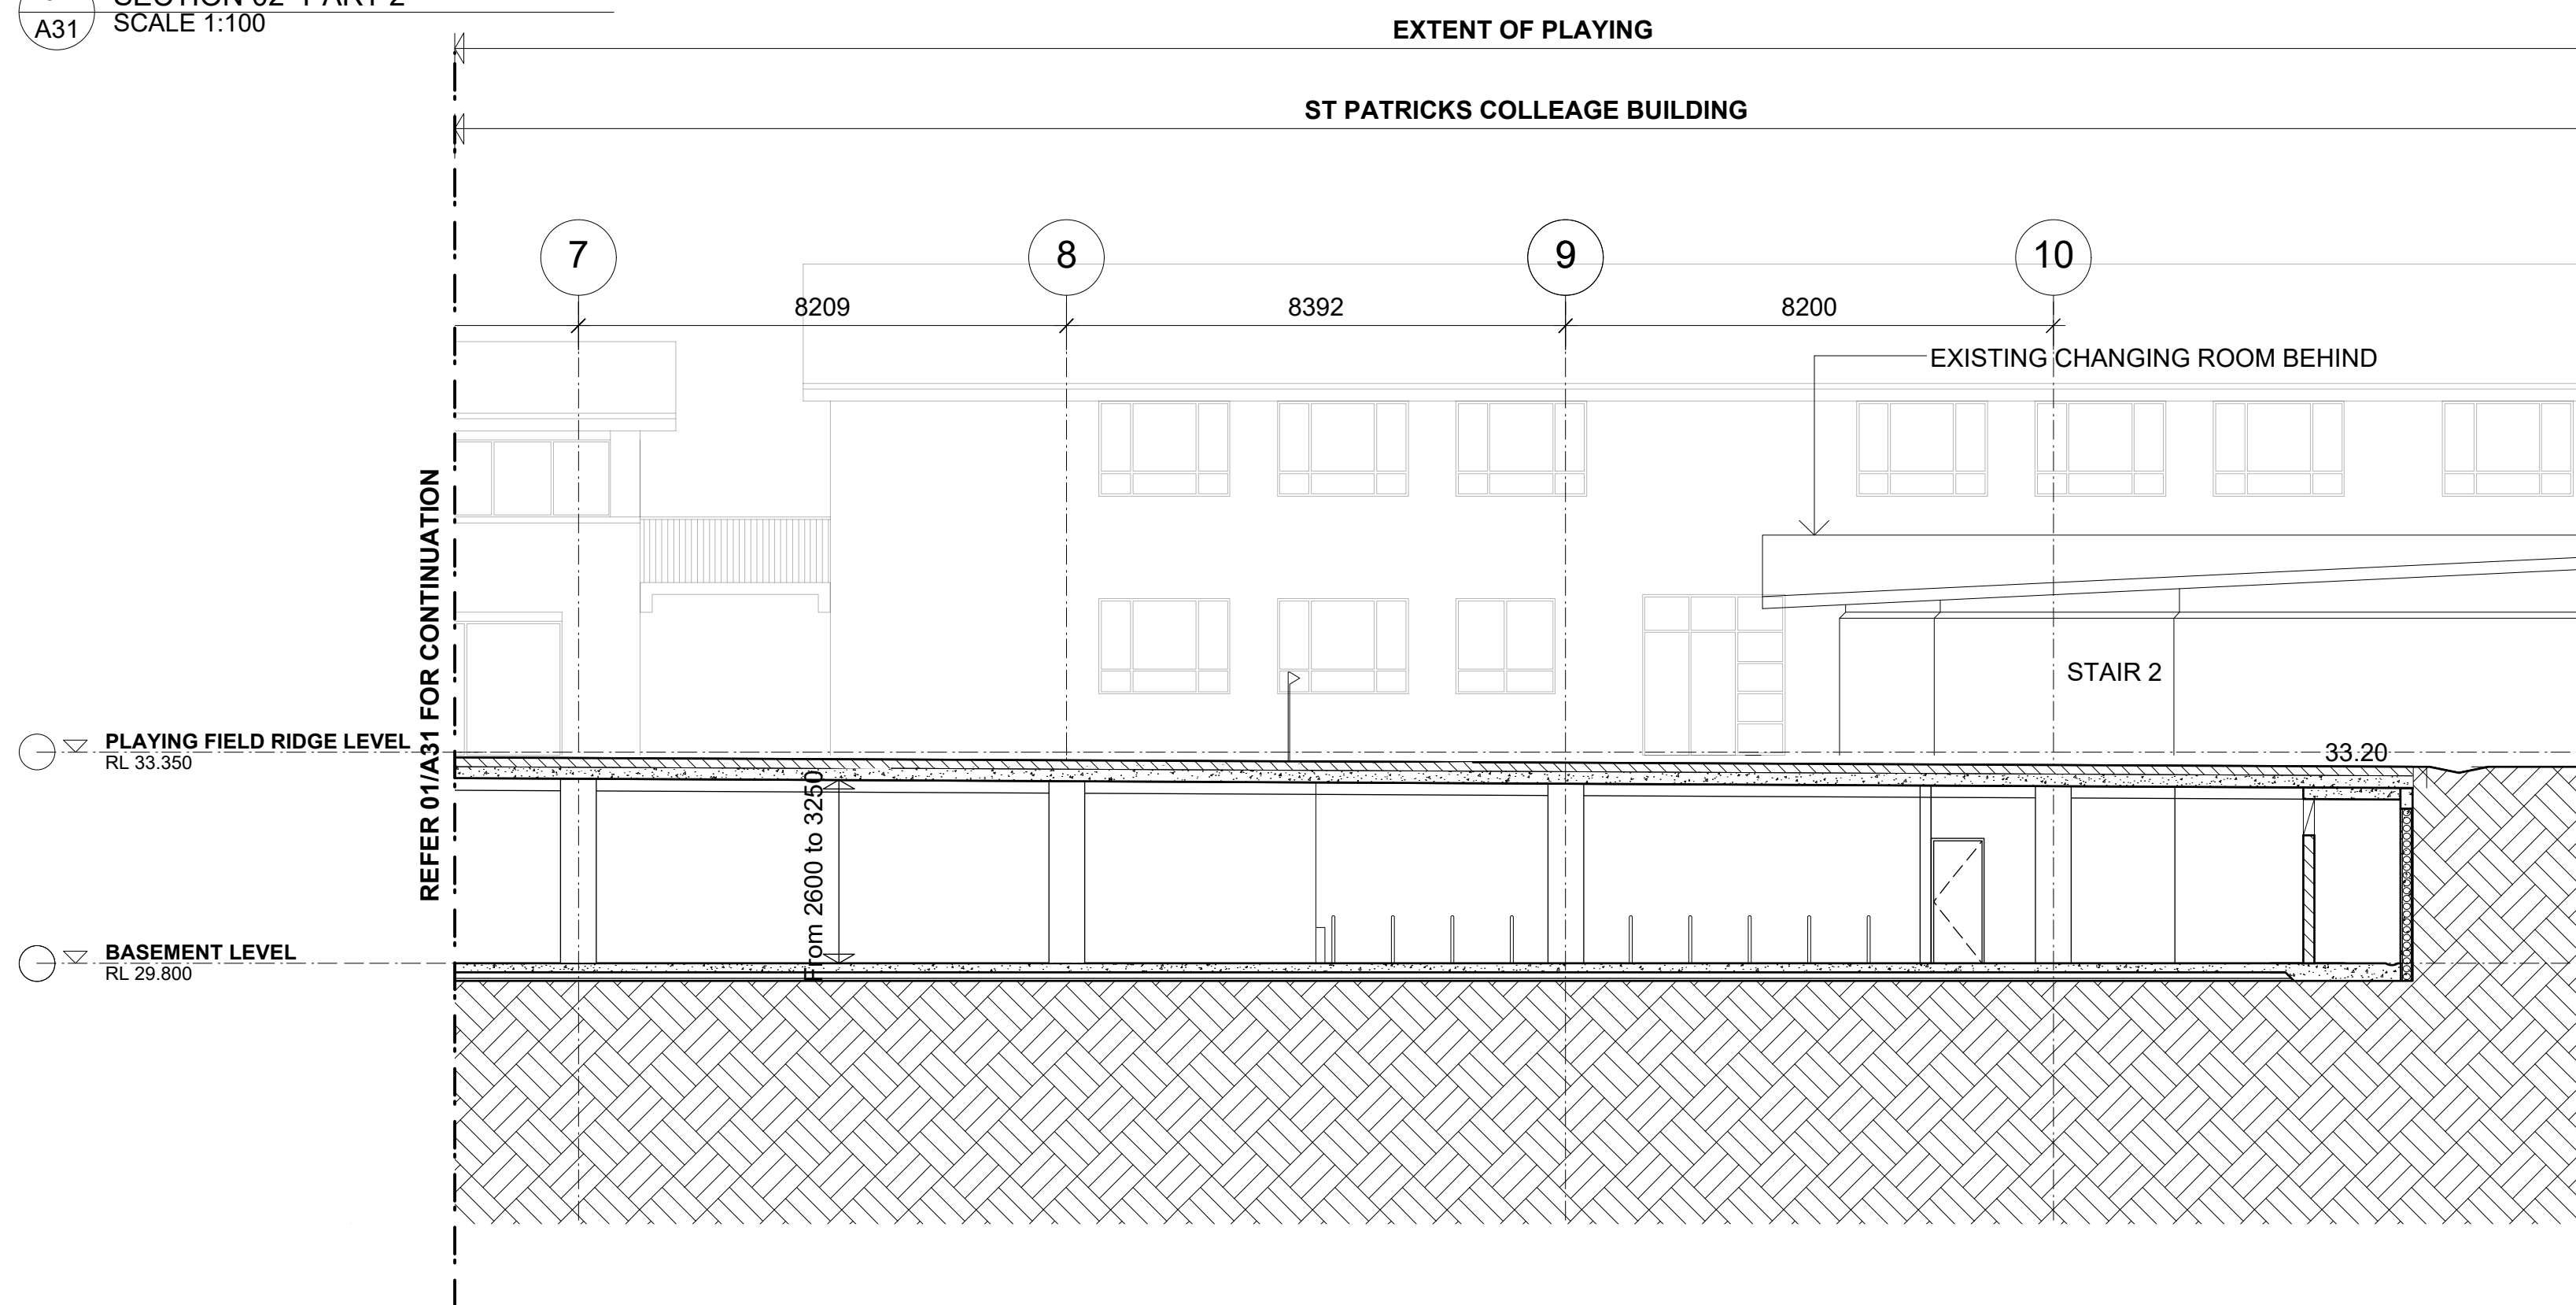 A31
SCALE 1:100
EXTENT OF PLAYING
ST PATRICKS COLLEAGE BUILDING
7
8
9
10
8209
8392
8200
EXISTING CHANGING ROOM BEHIND
REFER 01/A31 FOR CONTINUATION
STAIR 2
PLAYING FIELD RIDGE LEVEL
RL 33.350
33.20
From 2600 to 3250
BASEMENT LEVEL
RL 29.800